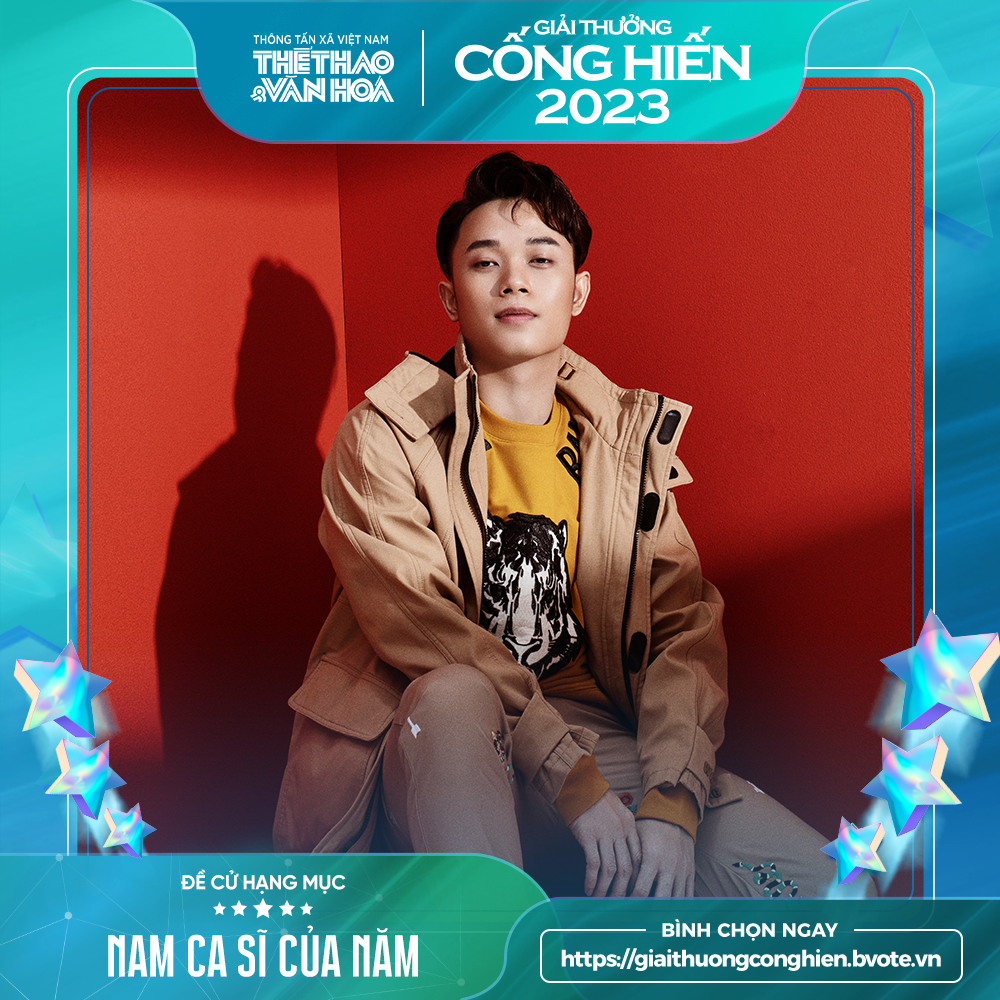 THÔNG TẤN XÃ VIỆT NAM
THỂ THAO
& VĂN HÓA
GIẢI THƯỞNG
CỐNG HIẾN
2023
ĐỀ CỬ HẠNG MỤC
NAM CA SĨ CỦA NĂM
BÌNH CHỌN NGAY
https://giaithuongconghien.bvote.vn